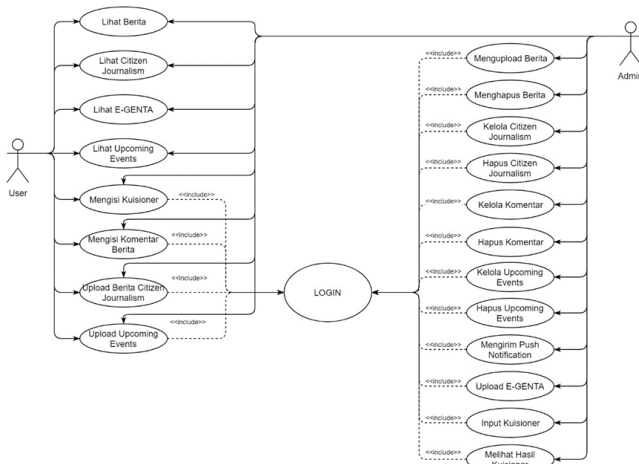 Lihat Berita
Lihat Citizen
Journalism
Lihat E-GENTA
Lihat Upcoming
Events
User
Mengisi Kuisioner
<<include>>
Mengisi Komentar
Berita
<<include>>
Upload Berita Citizen
Journalism
<<include>>
Upload Upcoming
Events
<<include>>
LOGIN
Admin
<<include>>
Mengupload Berita
<<include>>
Menghapus Berita
<<include>>
Kelola Citizen
Journalism
<<include>>
Hapus Citizen
Journalism
<<include>>
Kelola Komentar
<<include>>
Hapus Komentar
<<include>>
Kelola Upcoming
Events
<<include>>
Hapus Upcoming
Events
<<include>>
Mengirim Push
Notification
<<include>>
Upload E-GENTA
<<include>>
Input Kuisioner
<<include>>
Melihat Hasil
Kuisioner